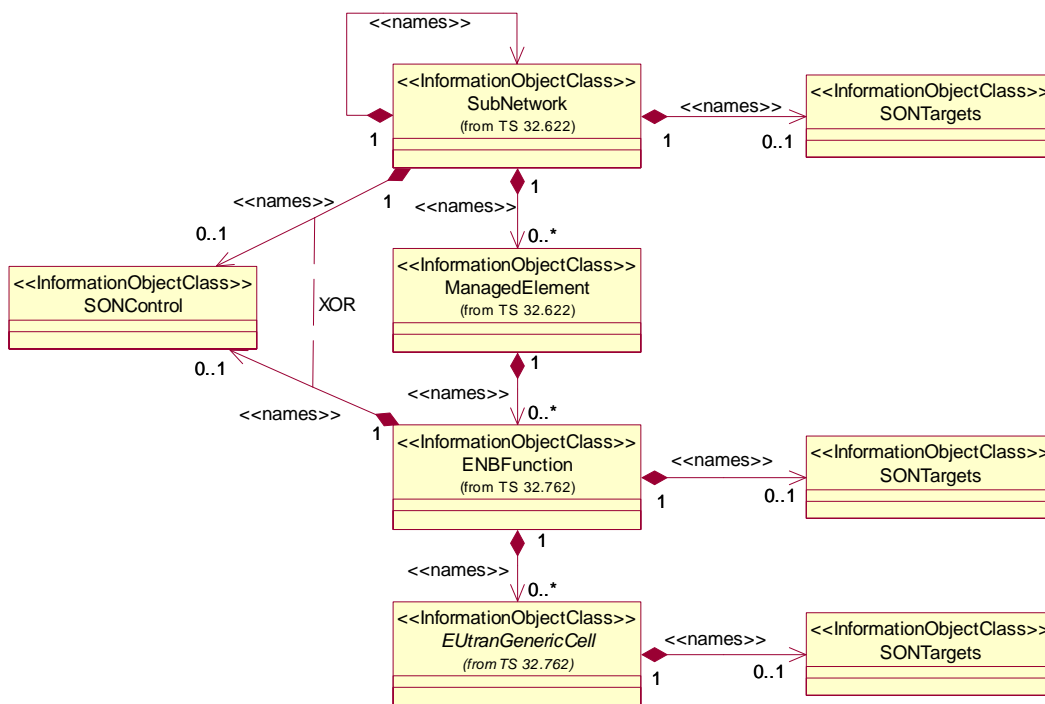 <<names>>
<<InformationObjectClass>>
SubNetwork
(from TS 32.622)
1
1
<<names>>
0..1
<<InformationObjectClass>>
SONTargets
1
<<names>>
0..1
1
<<names>>
0..*
<<InformationObjectClass>>
SONControl
XOR
<<InformationObjectClass>>
ManagedElement
(from TS 32.622)
0..1
<<names>>
1
1
<<names>>
0..*
<<InformationObjectClass>>
ENBFunction
(from TS 32.762)
1
<<names>>
0..1
<<InformationObjectClass>>
SONTargets
1
<<names>>
0..*
<<InformationObjectClass>>
EUtranGenericCell
(from TS 32.762)
1
<<names>>
0..1
<<InformationObjectClass>>
SONTargets